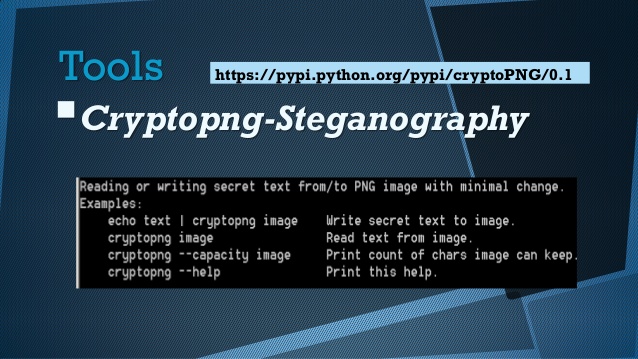 Tools
https://pypi.python.org/pypi/cryptoPNG/0.1
Cryptopng-Steganography
Reading or writing secret text from/to PNG image with minimal change.
Examples:
echo text | cryptopng image    Write secret text to image.
cryptopng image    Read text from image.
cryptopng --capacity image    Print count of chars image can keep.
cryptopng --help    Print this help.